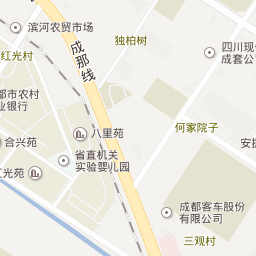 滨河农贸市场
独柏树
成那线
四川现
成套公
红光村
都市农村
业银行
八里苑
何家院子
合兴苑
省直机关
实验婴儿园
安捷
光苑
成都客车股份
有限公司
三观村